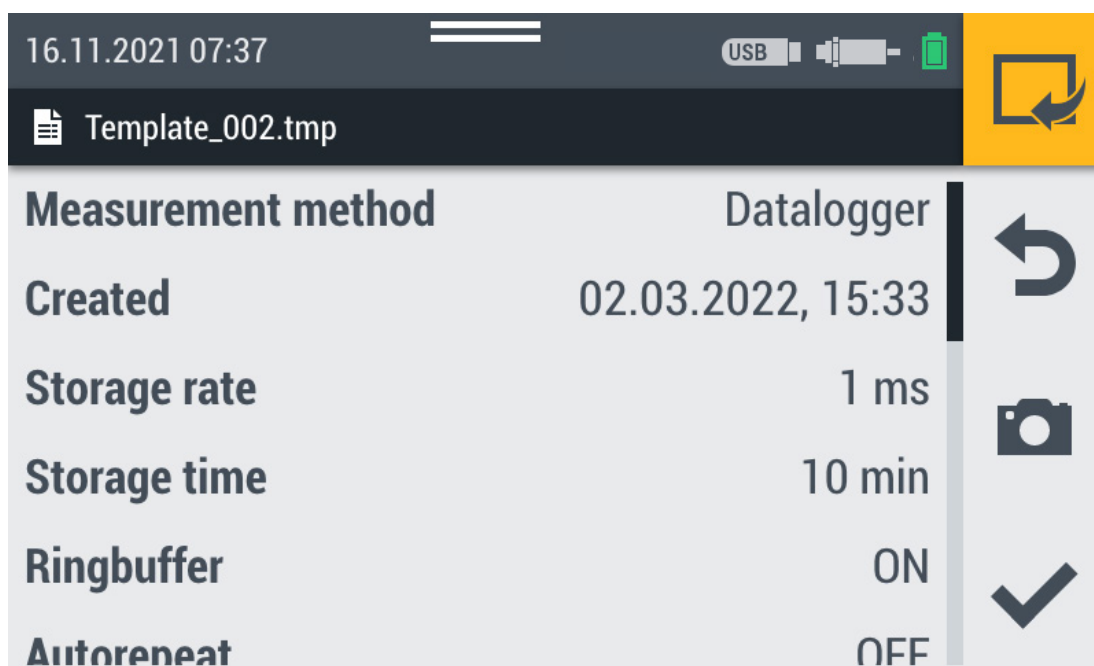 16.11.2021 07:37 USB
Template_002.tmp
Measurement method Datalogger
Created 02.03.2022, 15:33
Storage rate 1 ms
Storage time 10 min
Ringbuffer ON
Autorepeat OFF